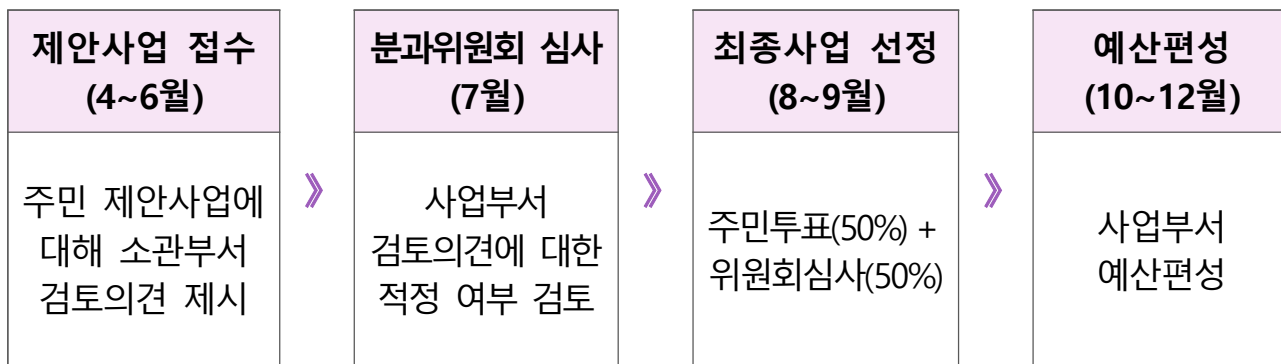 제안사업 접수
(4~6월)
주민 제안사업에
대해 소관부서
검토의견 제시
》
분과위원회 심사
(7월)
사업부서
검토의견에 대한
적정 여부 검토
》
최종사업 선정
(8~9월)
주민투표(50%) +
위원회심사(50%)
》
예산편성
(10~12월)
사업부서
예산편성